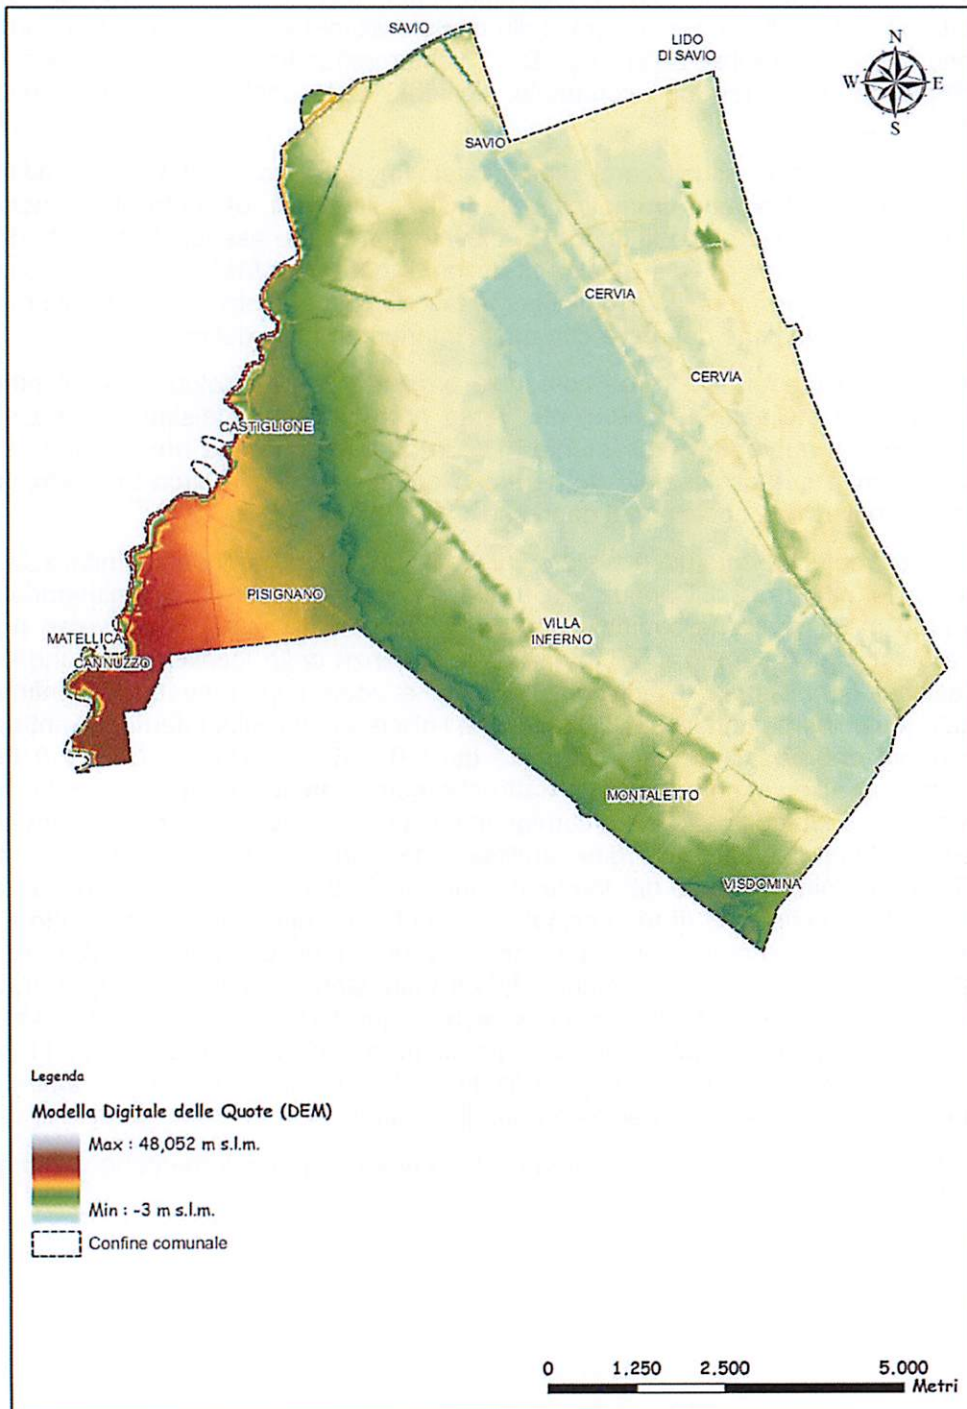 SAVIO
LIDO
DI SAVIO
N
W
E
S
SAVIO
CERVIA
CERVIA
CASTIGLIONE
PISIGNANO
VILLA
INFERNO
MATELLICA
CANNUZZO
MONTALETTO
VISDOMINA
Legenda
Modella Digitale delle Quote (DEM)
Max : 48,052 m s.l.m.
Min : -3 m s.l.m.
Confine comunale
0 1.250 2.500 5.000
Metri